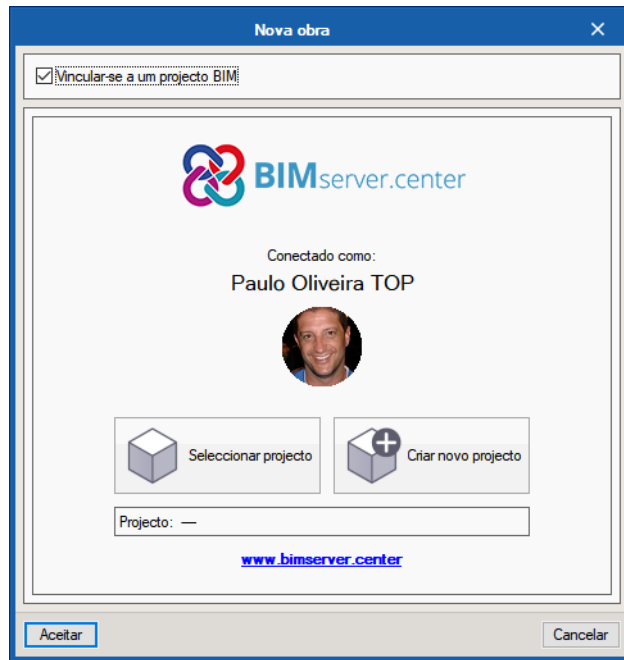 Nova obra
Vincular-se a um projecto BIM
BIMserver.center
Conectado como:
Paulo Oliveira TOP
Seleccionar projecto
Criar novo projecto
Projecto: —
www.bimserver.center
Aceitar
Cancelar